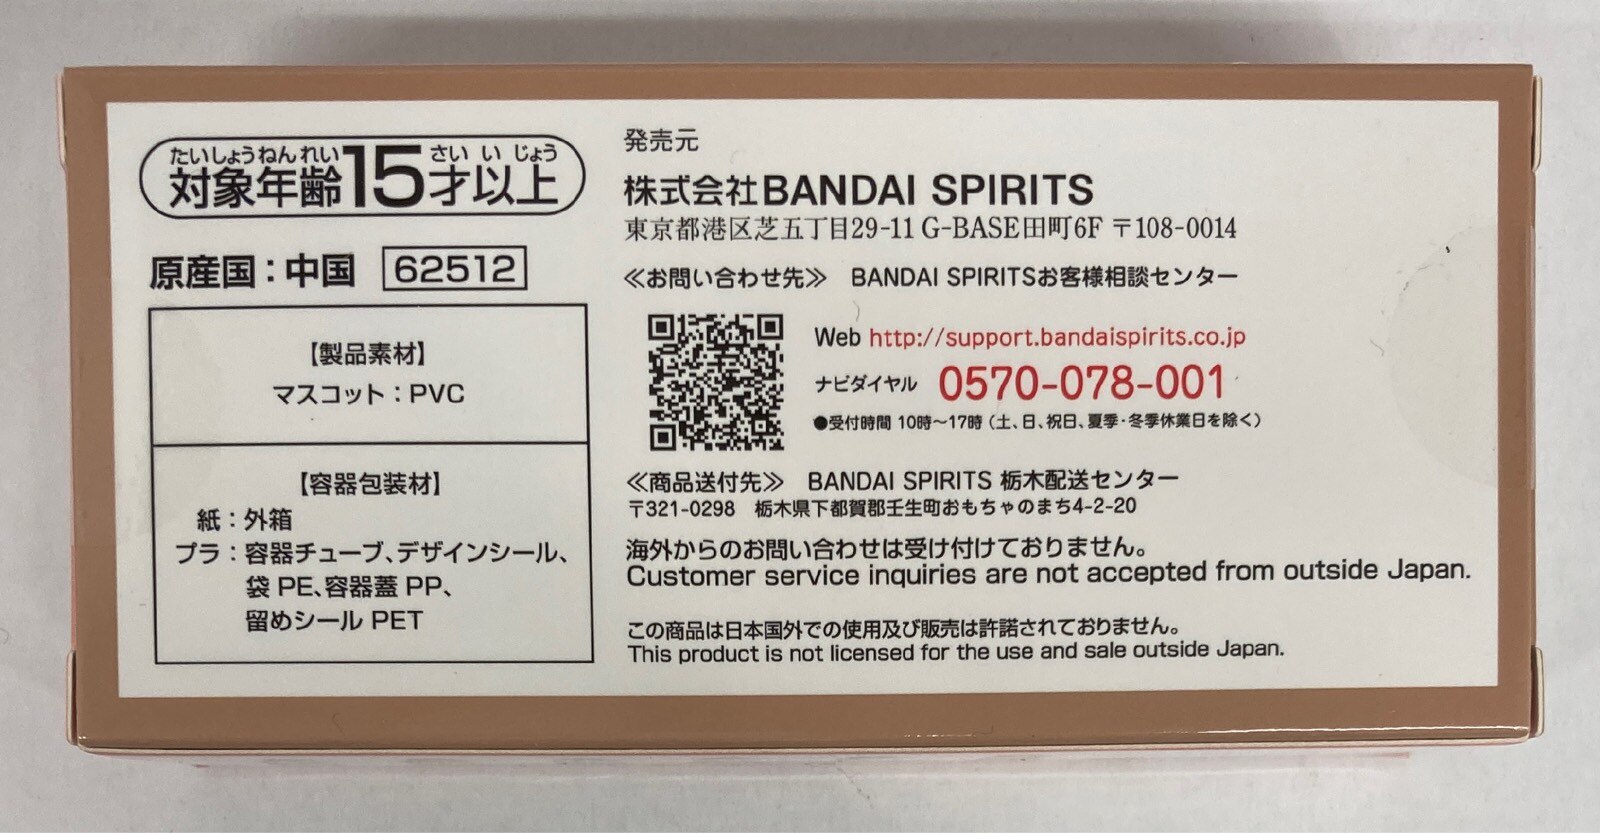 たいしょうねんれい さいいじょう
対象年齢15才以上
原産国：中国 62512
【製品素材】
マスコット：PVC
【容器包装材】
紙：外箱
プラ：容器チューブ、デザインシール、
袋 PE、容器蓋 PP、
留めシール PET
発売元
株式会社BANDAI SPIRITS
東京都港区芝五丁目29-11 G-BASE田町6F 〒108-0014
≪お問い合わせ先≫ BANDAI SPIRITSお客様相談センター
Web http://support.bandaispirits.co.jp
ナビダイヤル 0570-078-001
●受付時間 10時～17時（土、日、祝日、夏季・冬季休業日を除く）
≪商品送付先≫ BANDAI SPIRITS 栃木配送センター
〒321-0298 栃木県下都賀郡壬生町おもちゃのまち4-2-20
海外からのお問い合わせは受け付けておりません。
Customer service inquiries are not accepted from outside Japan.
この商品は日本国外での使用及び販売は許諾されておりません。
This product is not licensed for the use and sale outside Japan.